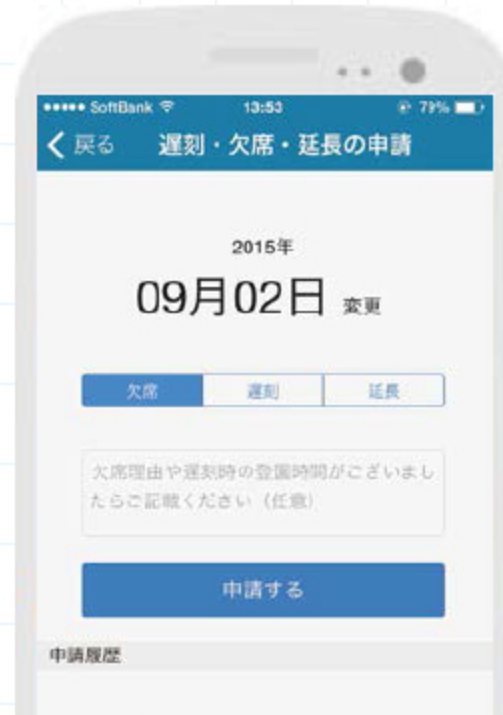 SoftBank 13:53 79%
戻る 遅刻・欠席・延長の申請
2015年
09月02日 変更
欠席 遅刻 延長
欠席理由や遅刻時の登園時間がございまし
たらご記載ください（任意）
申請する
申請履歴